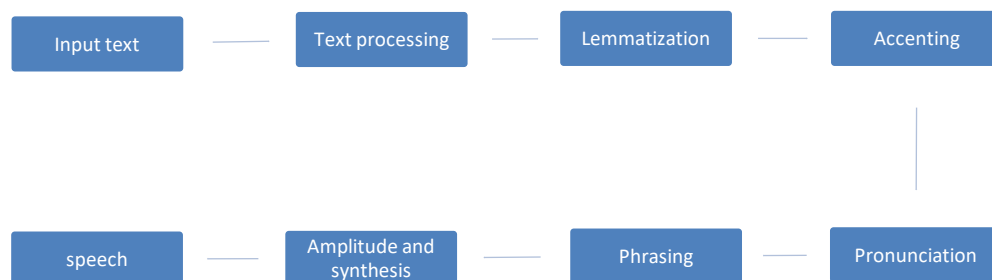 Input text
Text processing
Lemmatization
Accenting
Pronunciation
Phrasing
Amplitude and
synthesis
speech